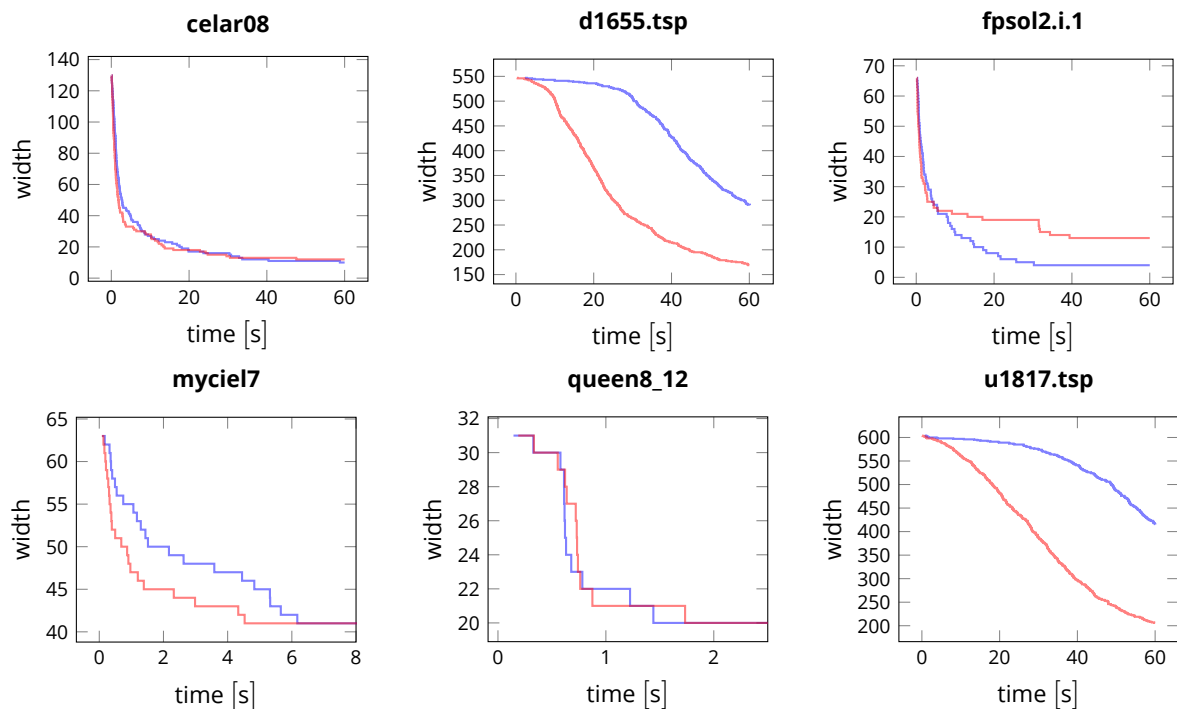 celar08
140
120
100
80
60
40
20
0
width
0 20 40 60
time [s]
d1655.tsp
550
500
450
400
350
300
250
200
150
width
0 20 40 60
time [s]
fpsol2.i.1
70
60
50
40
30
20
10
0
width
0 20 40 60
time [s]
myciel7
65
60
55
50
45
40
width
0 2 4 6 8
time [s]
queen8_12
32
30
28
26
24
22
20
width
0 1 2
time [s]
u1817.tsp
600
550
500
450
400
350
300
250
200
width
0 20 40 60
time [s]